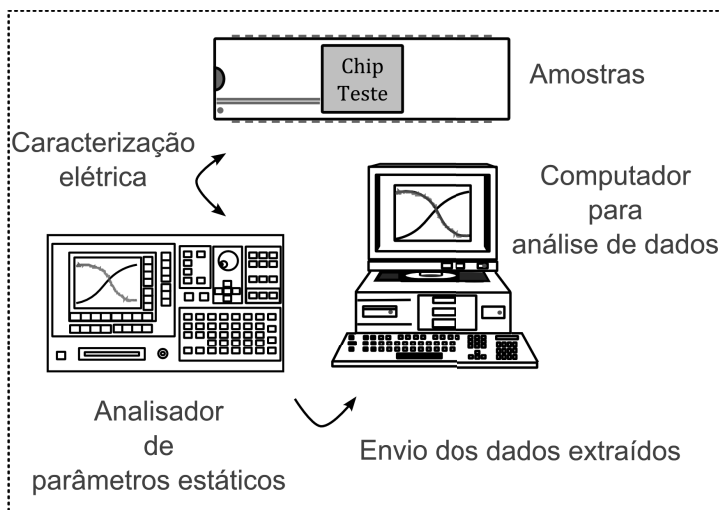 Chip
Teste
Amostras
Caracterização
elétrica
Computador
para
análise de dados
Analisador
de
parâmetros estáticos
Envio dos dados extraídos